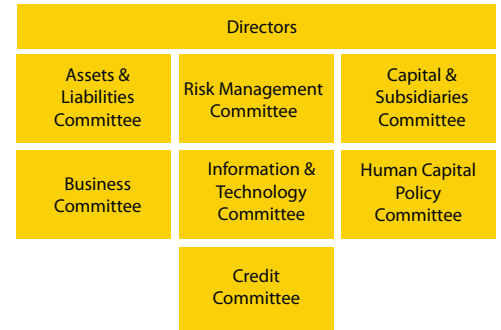 Directors
Assets &
Liabilities
Committee
Risk Management
Committee
Capital &
Subsidiaries
Committee
Business
Committee
Information &
Technology
Committee
Human Capital
Policy
Committee
Credit
Committee